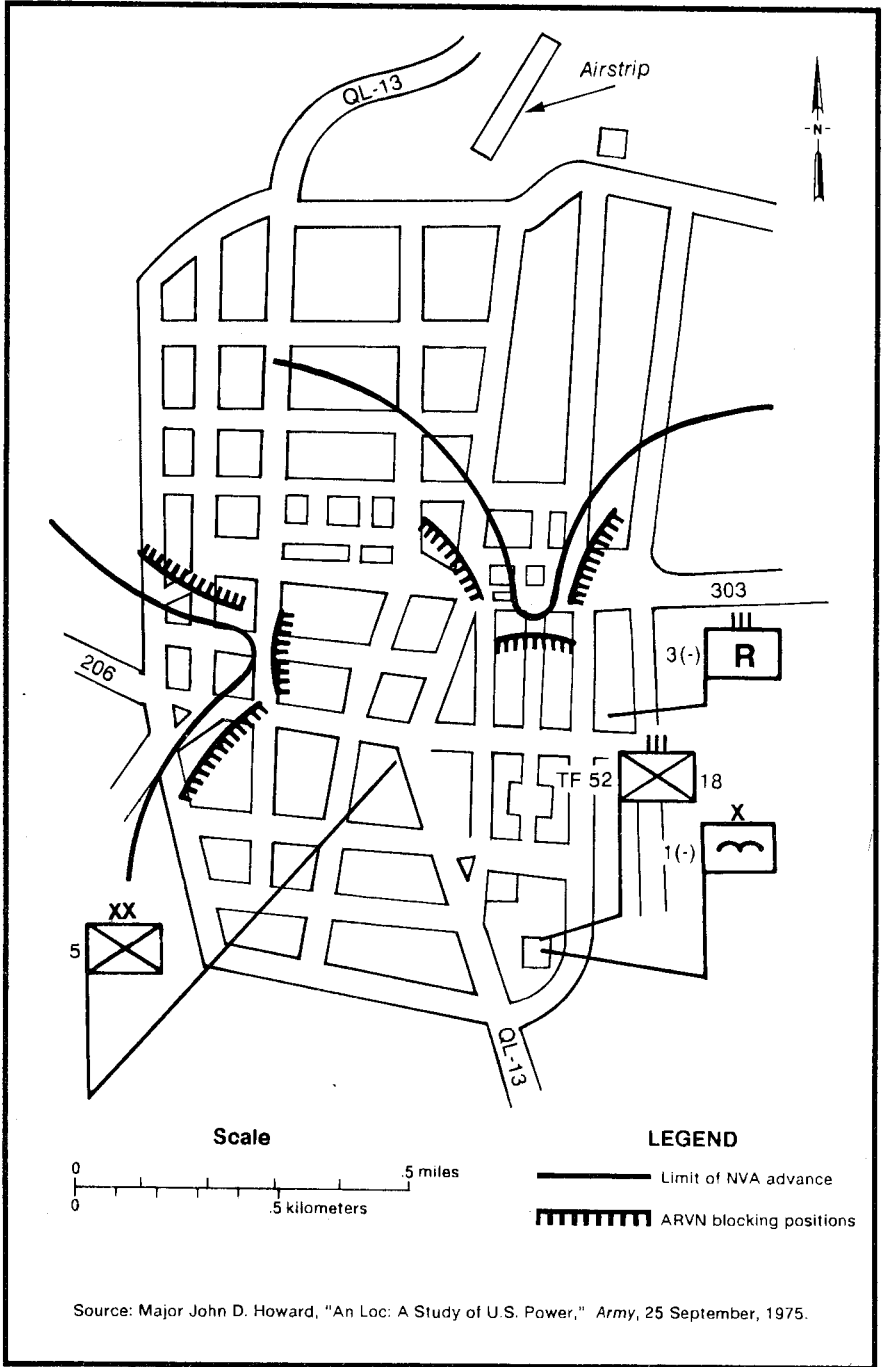 QL-13
Airstrip
-N-
303
206
III
3(-) R
III
TF 52 18
X
1(-)
XX
5
QL-13
Scale
0 .5 miles
0 .5 kilometers
LEGEND
Limit of NVA advance
ARVN blocking positions
Source: Major John D. Howard, "An Loc: A Study of U.S. Power," Army, 25 September, 1975.